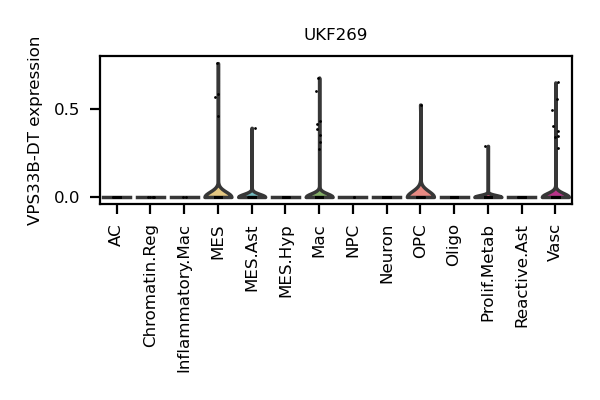 UKF269
VPS33B-DT expression
0.5
0.0
AC
Chromatin.Reg
Inflammatory.Mac
MES
MES.Ast
MES.Hyp
Mac
NPC
Neuron
OPC
Oligo
Prolif.Metab
Reactive.Ast
Vasc